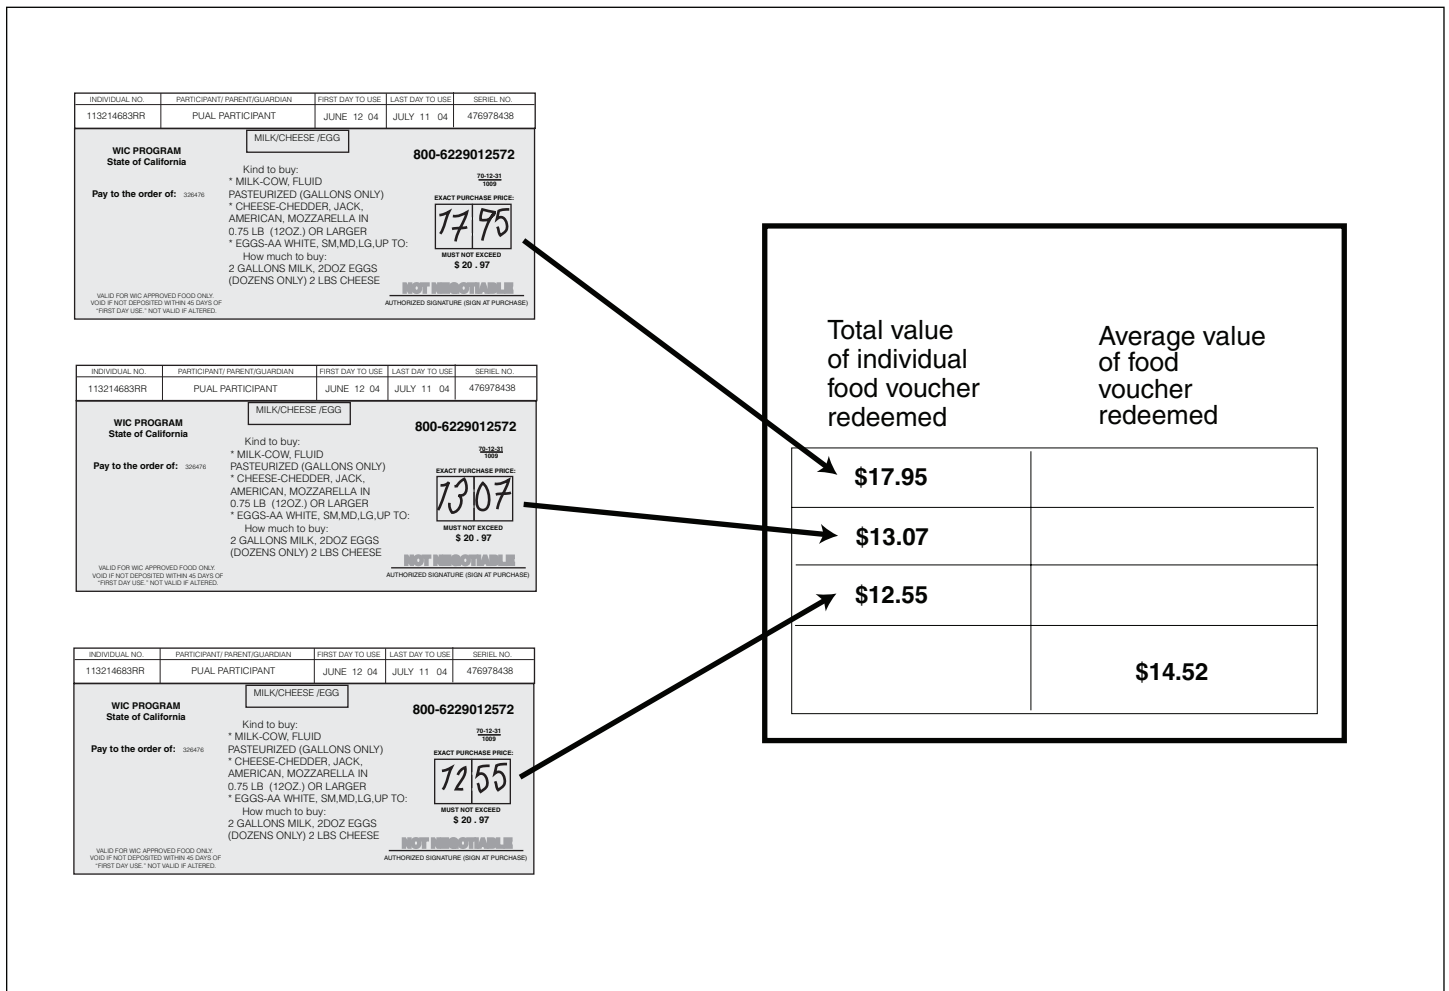 INDIVIDUAL NO. PARTICIPANT/ PARENT/GUARDIAN FIRST DAY TO USE LAST DAY TO USE SERIEL NO.
113214683RR PUAL PARTICIPANT JUNE 12 04 JULY 11 04 476978438
MILK/CHEESE /EGG
WIC PROGRAM
State of California
800-6229012572
Pay to the order of: 326476
Kind to buy:
* MILK-COW, FLUID
PASTEURIZED (GALLONS ONLY)
* CHEESE-CHEDDER, JACK,
AMERICAN, MOZZARELLA IN
0.75 LB (12OZ.) OR LARGER
* EGGS-AA WHITE, SM,MD,LG,UP TO:
How much to buy:
2 GALLONS MILK, 2DOZ EGGS
(DOZENS ONLY) 2 LBS CHEESE
70-12-31
1009
EXACT PURCHASE PRICE:
17 95
MUST NOT EXCEED
$ 20 . 97
NOT NEGOTIABLE
AUTHORIZED SIGNATURE (SIGN AT PURCHASE)
VALID FOR WIC APPROVED FOOD ONLY.
VOID IF NOT DEPOSITED WITHIN 45 DAYS OF
"FIRST DAY USE." NOT VALID IF ALTERED.
INDIVIDUAL NO. PARTICIPANT/ PARENT/GUARDIAN FIRST DAY TO USE LAST DAY TO USE SERIEL NO.
113214683RR PUAL PARTICIPANT JUNE 12 04 JULY 11 04 476978438
MILK/CHEESE /EGG
WIC PROGRAM
State of California
800-6229012572
Pay to the order of: 326476
Kind to buy:
* MILK-COW, FLUID
PASTEURIZED (GALLONS ONLY)
* CHEESE-CHEDDER, JACK,
AMERICAN, MOZZARELLA IN
0.75 LB (12OZ.) OR LARGER
* EGGS-AA WHITE, SM,MD,LG,UP TO:
How much to buy:
2 GALLONS MILK, 2DOZ EGGS
(DOZENS ONLY) 2 LBS CHEESE
70-12-31
1009
EXACT PURCHASE PRICE:
13 07
MUST NOT EXCEED
$ 20 . 97
NOT NEGOTIABLE
AUTHORIZED SIGNATURE (SIGN AT PURCHASE)
VALID FOR WIC APPROVED FOOD ONLY.
VOID IF NOT DEPOSITED WITHIN 45 DAYS OF
"FIRST DAY USE." NOT VALID IF ALTERED.
INDIVIDUAL NO. PARTICIPANT/ PARENT/GUARDIAN FIRST DAY TO USE LAST DAY TO USE SERIEL NO.
113214683RR PUAL PARTICIPANT JUNE 12 04 JULY 11 04 476978438
MILK/CHEESE /EGG
WIC PROGRAM
State of California
800-6229012572
Pay to the order of: 326476
Kind to buy:
* MILK-COW, FLUID
PASTEURIZED (GALLONS ONLY)
* CHEESE-CHEDDER, JACK,
AMERICAN, MOZZARELLA IN
0.75 LB (12OZ.) OR LARGER
* EGGS-AA WHITE, SM,MD,LG,UP TO:
How much to buy:
2 GALLONS MILK, 2DOZ EGGS
(DOZENS ONLY) 2 LBS CHEESE
70-12-31
1009
EXACT PURCHASE PRICE:
12 55
MUST NOT EXCEED
$ 20 . 97
NOT NEGOTIABLE
AUTHORIZED SIGNATURE (SIGN AT PURCHASE)
VALID FOR WIC APPROVED FOOD ONLY.
VOID IF NOT DEPOSITED WITHIN 45 DAYS OF
"FIRST DAY USE." NOT VALID IF ALTERED.
Total value
of individual
food voucher
redeemed
Average value
of food
voucher
redeemed
$17.95
$13.07
$12.55
$14.52